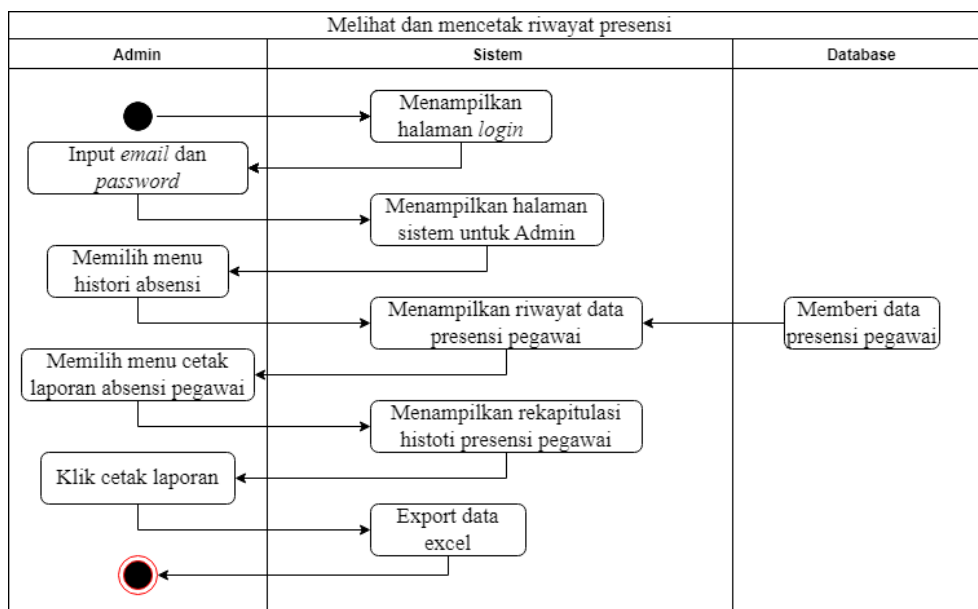 Melihat dan mencetak riwayat presensi
Admin
Sistem
Database
Menampilkan
halaman login
Input email dan
password
Menampilkan halaman
sistem untuk Admin
Memilih menu
histori absensi
Menampilkan riwayat data
presensi pegawai
Memberi data
presensi pegawai
Memilih menu cetak
laporan absensi pegawai
Menampilkan rekapitulasi
histoti presensi pegawai
Klik cetak laporan
Export data
excel